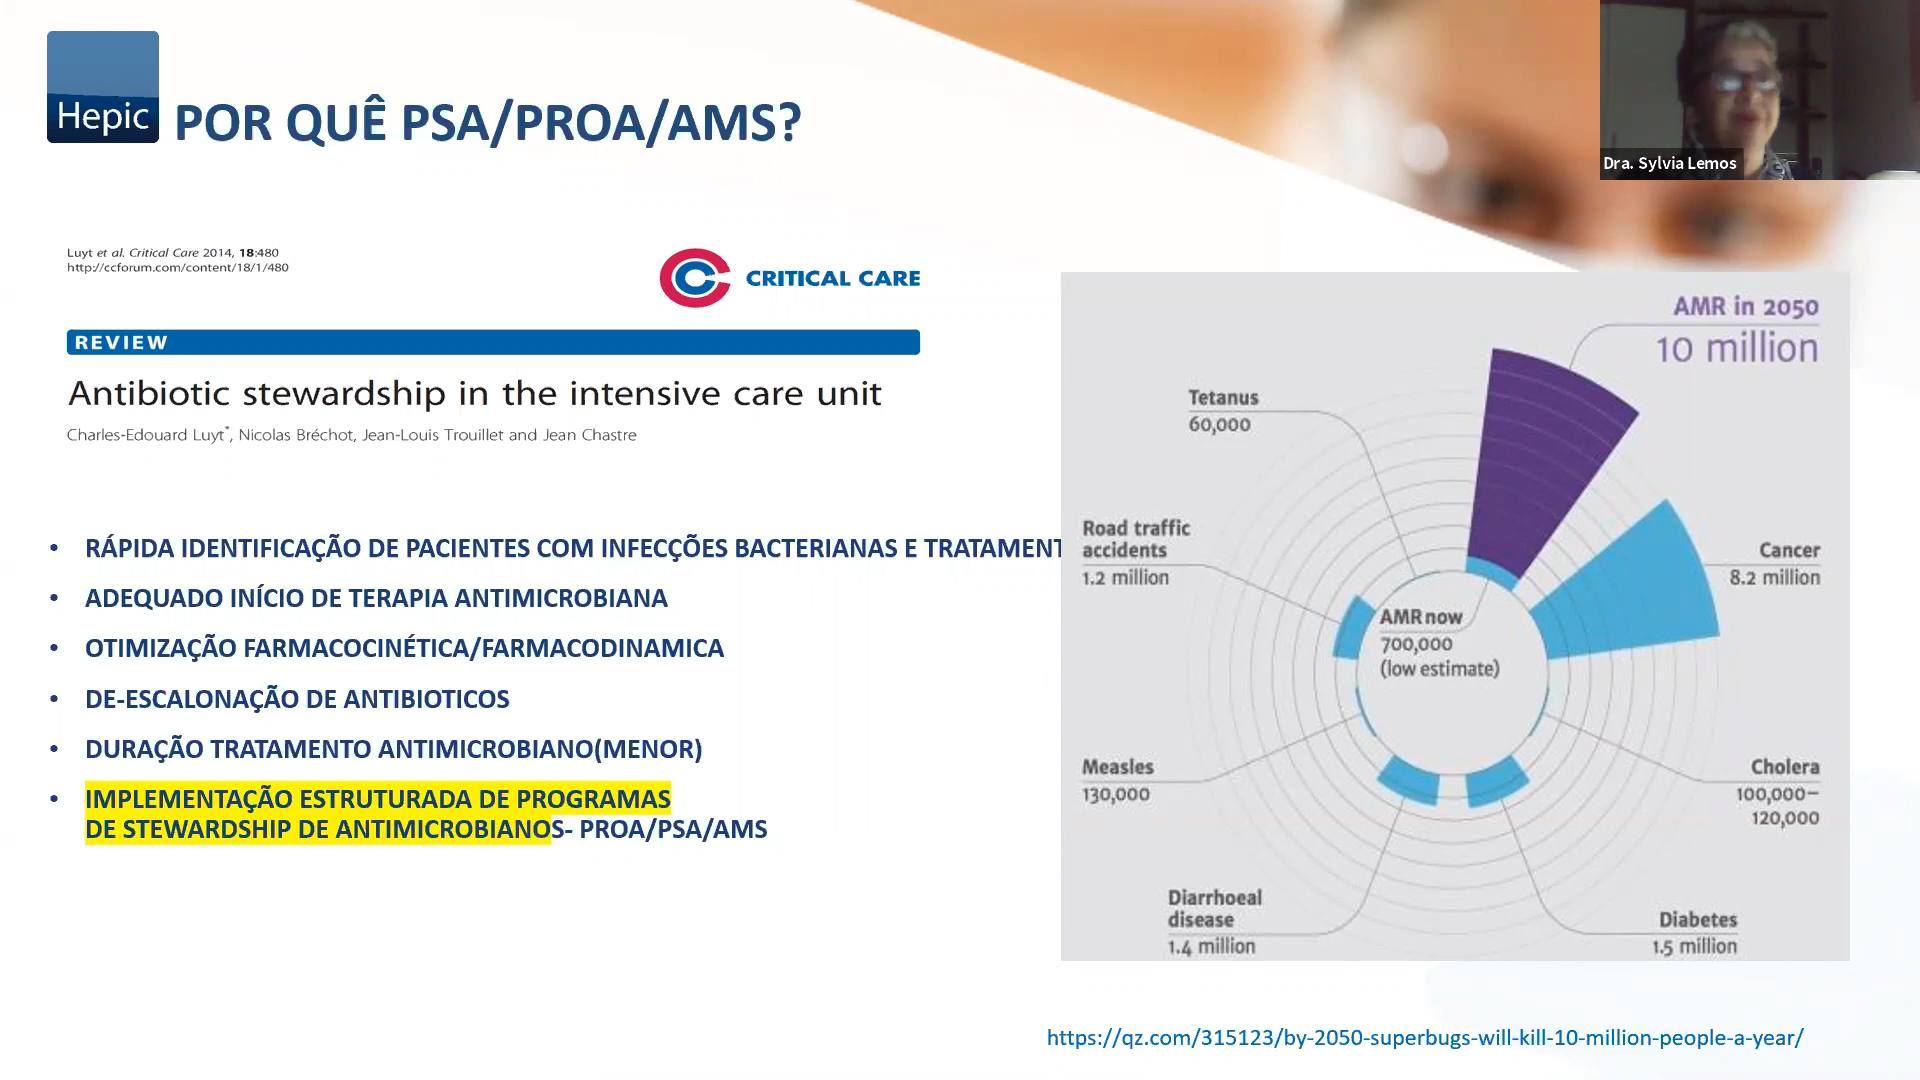 Hepic
POR QUÊ PSA/PROA/AMS?
Dra. Sylvia Lemos
Luyt et al. Critical Care 2014, 18:480
http://ccforum.com/content/18/1/480
CRITICAL CARE
REVIEW
Antibiotic stewardship in the intensive care unit
Charles-Edouard Luyt*, Nicolas Bréchot, Jean-Louis Trouillet and Jean Chastre
• RÁPIDA IDENTIFICAÇÃO DE PACIENTES COM INFECÇÕES BACTERIANAS E TRATAMENT
• ADEQUADO INÍCIO DE TERAPIA ANTIMICROBIANA
• OTIMIZAÇÃO FARMACOCINÉTICA/FARMACODINAMICA
• DE-ESCALONAÇÃO DE ANTIBIOTICOS
• DURAÇÃO TRATAMENTO ANTIMICROBIANO(MENOR)
• IMPLEMENTAÇÃO ESTRUTURADA DE PROGRAMAS
DE STEWARDSHIP DE ANTIMICROBIANOS- PROA/PSA/AMS
AMR in 2050
10 million
Tetanus
60,000
Road traffic
accidents
1.2 million
Cancer
8.2 million
AMR now
700,000
(low estimate)
Measles
130,000
Cholera
100,000–
120,000
Diarrhoeal
disease
1.4 million
Diabetes
1.5 million
https://qz.com/315123/by-2050-superbugs-will-kill-10-million-people-a-year/